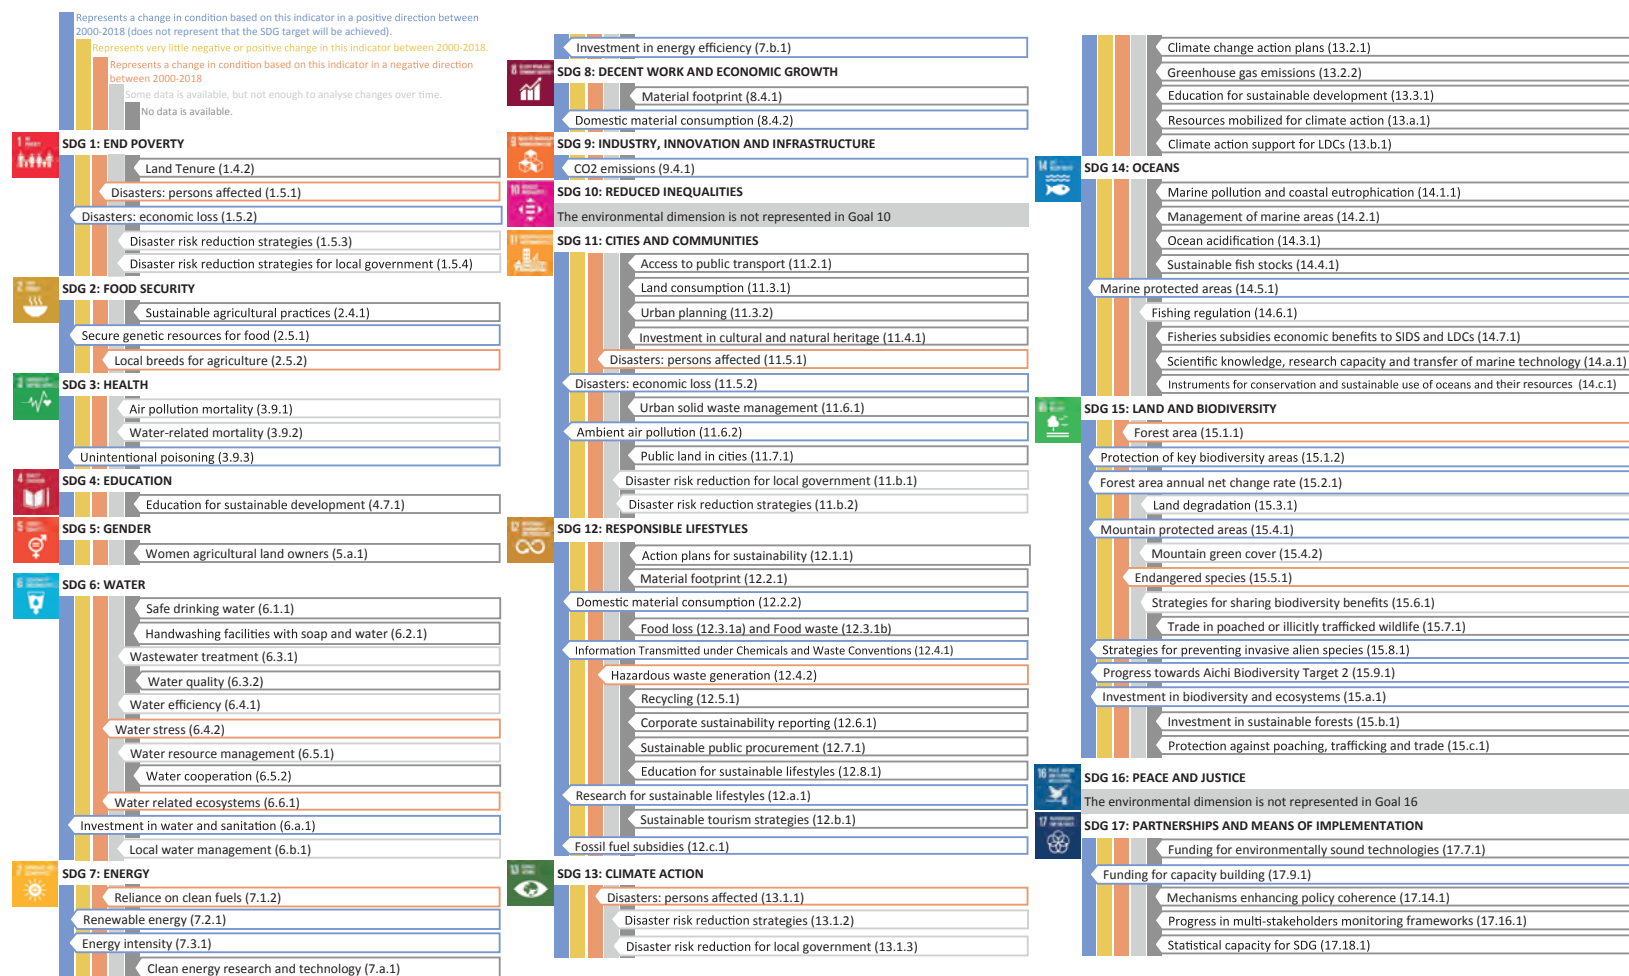 Represents a change in condition based on this indicator in a positive direction between
2000-2018 (does not represent that the SDG target will be achieved).
Represents very little negative or positive change in this indicator between 2000-2018.
Represents a change in condition based on this indicator in a negative direction
between 2000-2018
Some data is available, but not enough to analyse changes over time.
No data is available.
1
SDG 1: END POVERTY
Land Tenure (1.4.2)
Disasters: persons affected (1.5.1)
Disasters: economic loss (1.5.2)
Disaster risk reduction strategies (1.5.3)
Disaster risk reduction strategies for local government (1.5.4)
2
SDG 2: FOOD SECURITY
Sustainable agricultural practices (2.4.1)
Secure genetic resources for food (2.5.1)
Local breeds for agriculture (2.5.2)
3
SDG 3: HEALTH
Air pollution mortality (3.9.1)
Water-related mortality (3.9.2)
Unintentional poisoning (3.9.3)
4
SDG 4: EDUCATION
Education for sustainable development (4.7.1)
5
SDG 5: GENDER
Women agricultural land owners (5.a.1)
6
SDG 6: WATER
Safe drinking water (6.1.1)
Handwashing facilities with soap and water (6.2.1)
Wastewater treatment (6.3.1)
Water quality (6.3.2)
Water efficiency (6.4.1)
Water stress (6.4.2)
Water resource management (6.5.1)
Water cooperation (6.5.2)
Water related ecosystems (6.6.1)
Investment in water and sanitation (6.a.1)
Local water management (6.b.1)
7
SDG 7: ENERGY
Reliance on clean fuels (7.1.2)
Renewable energy (7.2.1)
Energy intensity (7.3.1)
Clean energy research and technology (7.a.1)
Investment in energy efficiency (7.b.1)
8
SDG 8: DECENT WORK AND ECONOMIC GROWTH
Material footprint (8.4.1)
Domestic material consumption (8.4.2)
9
SDG 9: INDUSTRY, INNOVATION AND INFRASTRUCTURE
CO2 emissions (9.4.1)
10
SDG 10: REDUCED INEQUALITIES
The environmental dimension is not represented in Goal 10
11
SDG 11: CITIES AND COMMUNITIES
Access to public transport (11.2.1)
Land consumption (11.3.1)
Urban planning (11.3.2)
Investment in cultural and natural heritage (11.4.1)
Disasters: persons affected (11.5.1)
Disasters: economic loss (11.5.2)
Urban solid waste management (11.6.1)
Ambient air pollution (11.6.2)
Public land in cities (11.7.1)
Disaster risk reduction for local government (11.b.1)
Disaster risk reduction strategies (11.b.2)
12
SDG 12: RESPONSIBLE LIFESTYLES
Action plans for sustainability (12.1.1)
Material footprint (12.2.1)
Domestic material consumption (12.2.2)
Food loss (12.3.1a) and Food waste (12.3.1b)
Information Transmitted under Chemicals and Waste Conventions (12.4.1)
Hazardous waste generation (12.4.2)
Recycling (12.5.1)
Corporate sustainability reporting (12.6.1)
Sustainable public procurement (12.7.1)
Education for sustainable lifestyles (12.8.1)
Research for sustainable lifestyles (12.a.1)
Sustainable tourism strategies (12.b.1)
Fossil fuel subsidies (12.c.1)
13
SDG 13: CLIMATE ACTION
Disasters: persons affected (13.1.1)
Disaster risk reduction strategies (13.1.2)
Disaster risk reduction for local government (13.1.3)
Climate change action plans (13.2.1)
Greenhouse gas emissions (13.2.2)
Education for sustainable development (13.3.1)
Resources mobilized for climate action (13.a.1)
Climate action support for LDCs (13.b.1)
14
SDG 14: OCEANS
Marine pollution and coastal eutrophication (14.1.1)
Management of marine areas (14.2.1)
Ocean acidification (14.3.1)
Sustainable fish stocks (14.4.1)
Marine protected areas (14.5.1)
Fishing regulation (14.6.1)
Fisheries subsidies economic benefits to SIDS and LDCs (14.7.1)
Scientific knowledge, research capacity and transfer of marine technology (14.a.1)
Instruments for conservation and sustainable use of oceans and their resources (14.c.1)
15
SDG 15: LAND AND BIODIVERSITY
Forest area (15.1.1)
Protection of key biodiversity areas (15.1.2)
Forest area annual net change rate (15.2.1)
Land degradation (15.3.1)
Mountain protected areas (15.4.1)
Mountain green cover (15.4.2)
Endangered species (15.5.1)
Strategies for sharing biodiversity benefits (15.6.1)
Trade in poached or illicitly trafficked wildlife (15.7.1)
Strategies for preventing invasive alien species (15.8.1)
Progress towards Aichi Biodiversity Target 2 (15.9.1)
Investment in biodiversity and ecosystems (15.a.1)
Investment in sustainable forests (15.b.1)
Protection against poaching, trafficking and trade (15.c.1)
16
SDG 16: PEACE AND JUSTICE
The environmental dimension is not represented in Goal 16
17
SDG 17: PARTNERSHIPS AND MEANS OF IMPLEMENTATION
Funding for environmentally sound technologies (17.7.1)
Funding for capacity building (17.9.1)
Mechanisms enhancing policy coherence (17.14.1)
Progress in multi-stakeholders monitoring frameworks (17.16.1)
Statistical capacity for SDG (17.18.1)